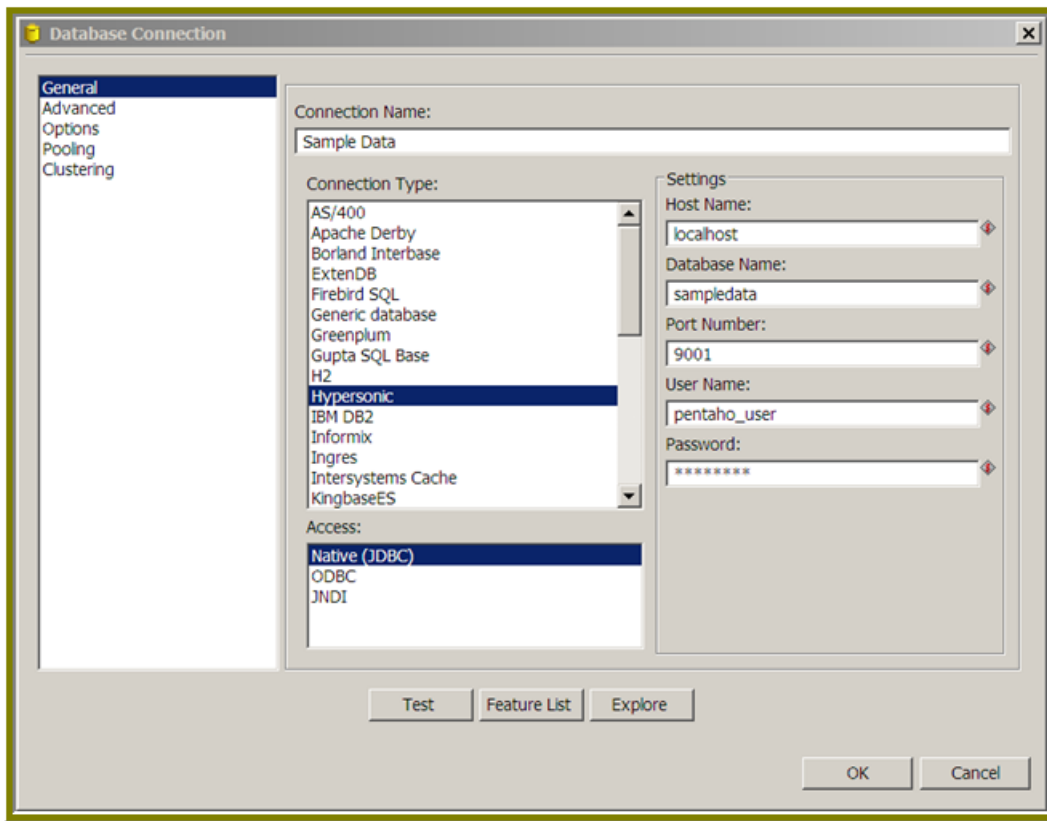 Database Connection
General
Advanced
Options
Pooling
Clustering
Connection Name:
Sample Data
Connection Type:
AS/400
Apache Derby
Borland Interbase
ExtenDB
Firebird SQL
Generic database
Greenplum
Gupta SQL Base
H2
Hypersonic
IBM DB2
Informix
Ingres
Intersystems Cache
KingbaseES
Access:
Native (JDBC)
ODBC
JNDI
Settings
Host Name:
localhost
Database Name:
sampledata
Port Number:
9001
User Name:
pentaho_user
Password:
********
Test Feature List Explore
OK Cancel